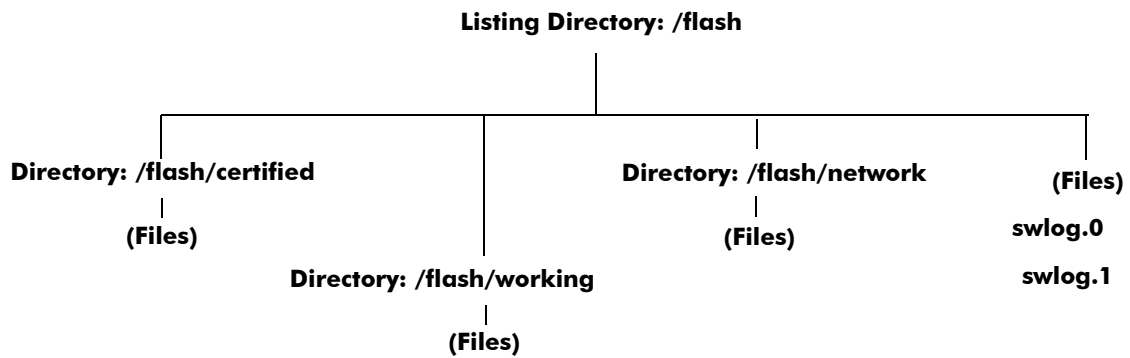 Listing Directory: /flash
Directory: /flash/certified
(Files)
Directory: /flash/working
(Files)
Directory: /flash/network
(Files)
(Files)
swlog.0
swlog.1